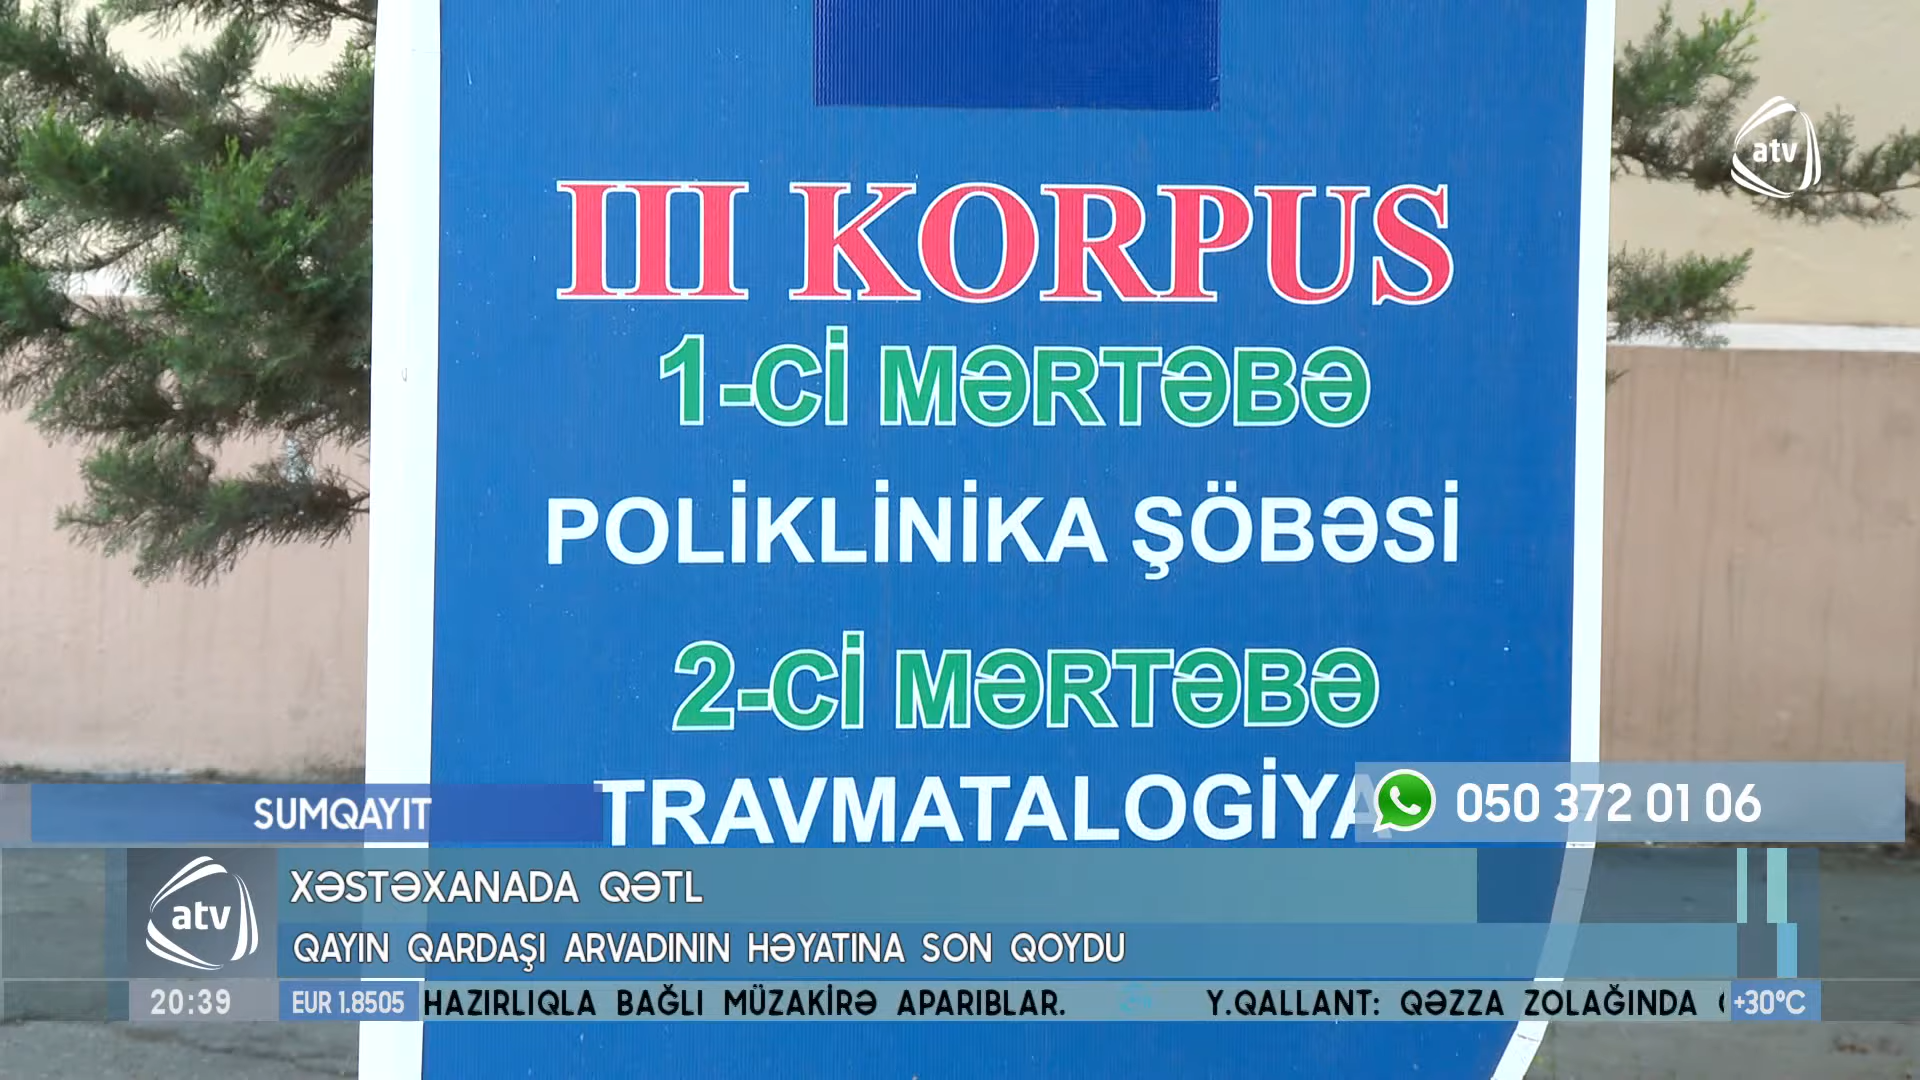 atv
III KORPUS
1-Cİ MƏRTƏBƏ
POLİKLİNİKA ŞÖBƏSİ
2-Cİ MƏRTƏBƏ
TRAVMATALOGİYA
SUMQAYIT
050 372 01 06
atv
XƏSTƏXANADA QƏTL
QAYIN QARDAŞI ARVADININ HƏYATINA SON QOYDU
20:39
EUR 1.8505
HAZIRLIQLA BAĞLI MÜZAKİRƏ APARIBLAR.
Y.QALLANT: QƏZZA ZOLAĞINDA
+30°C